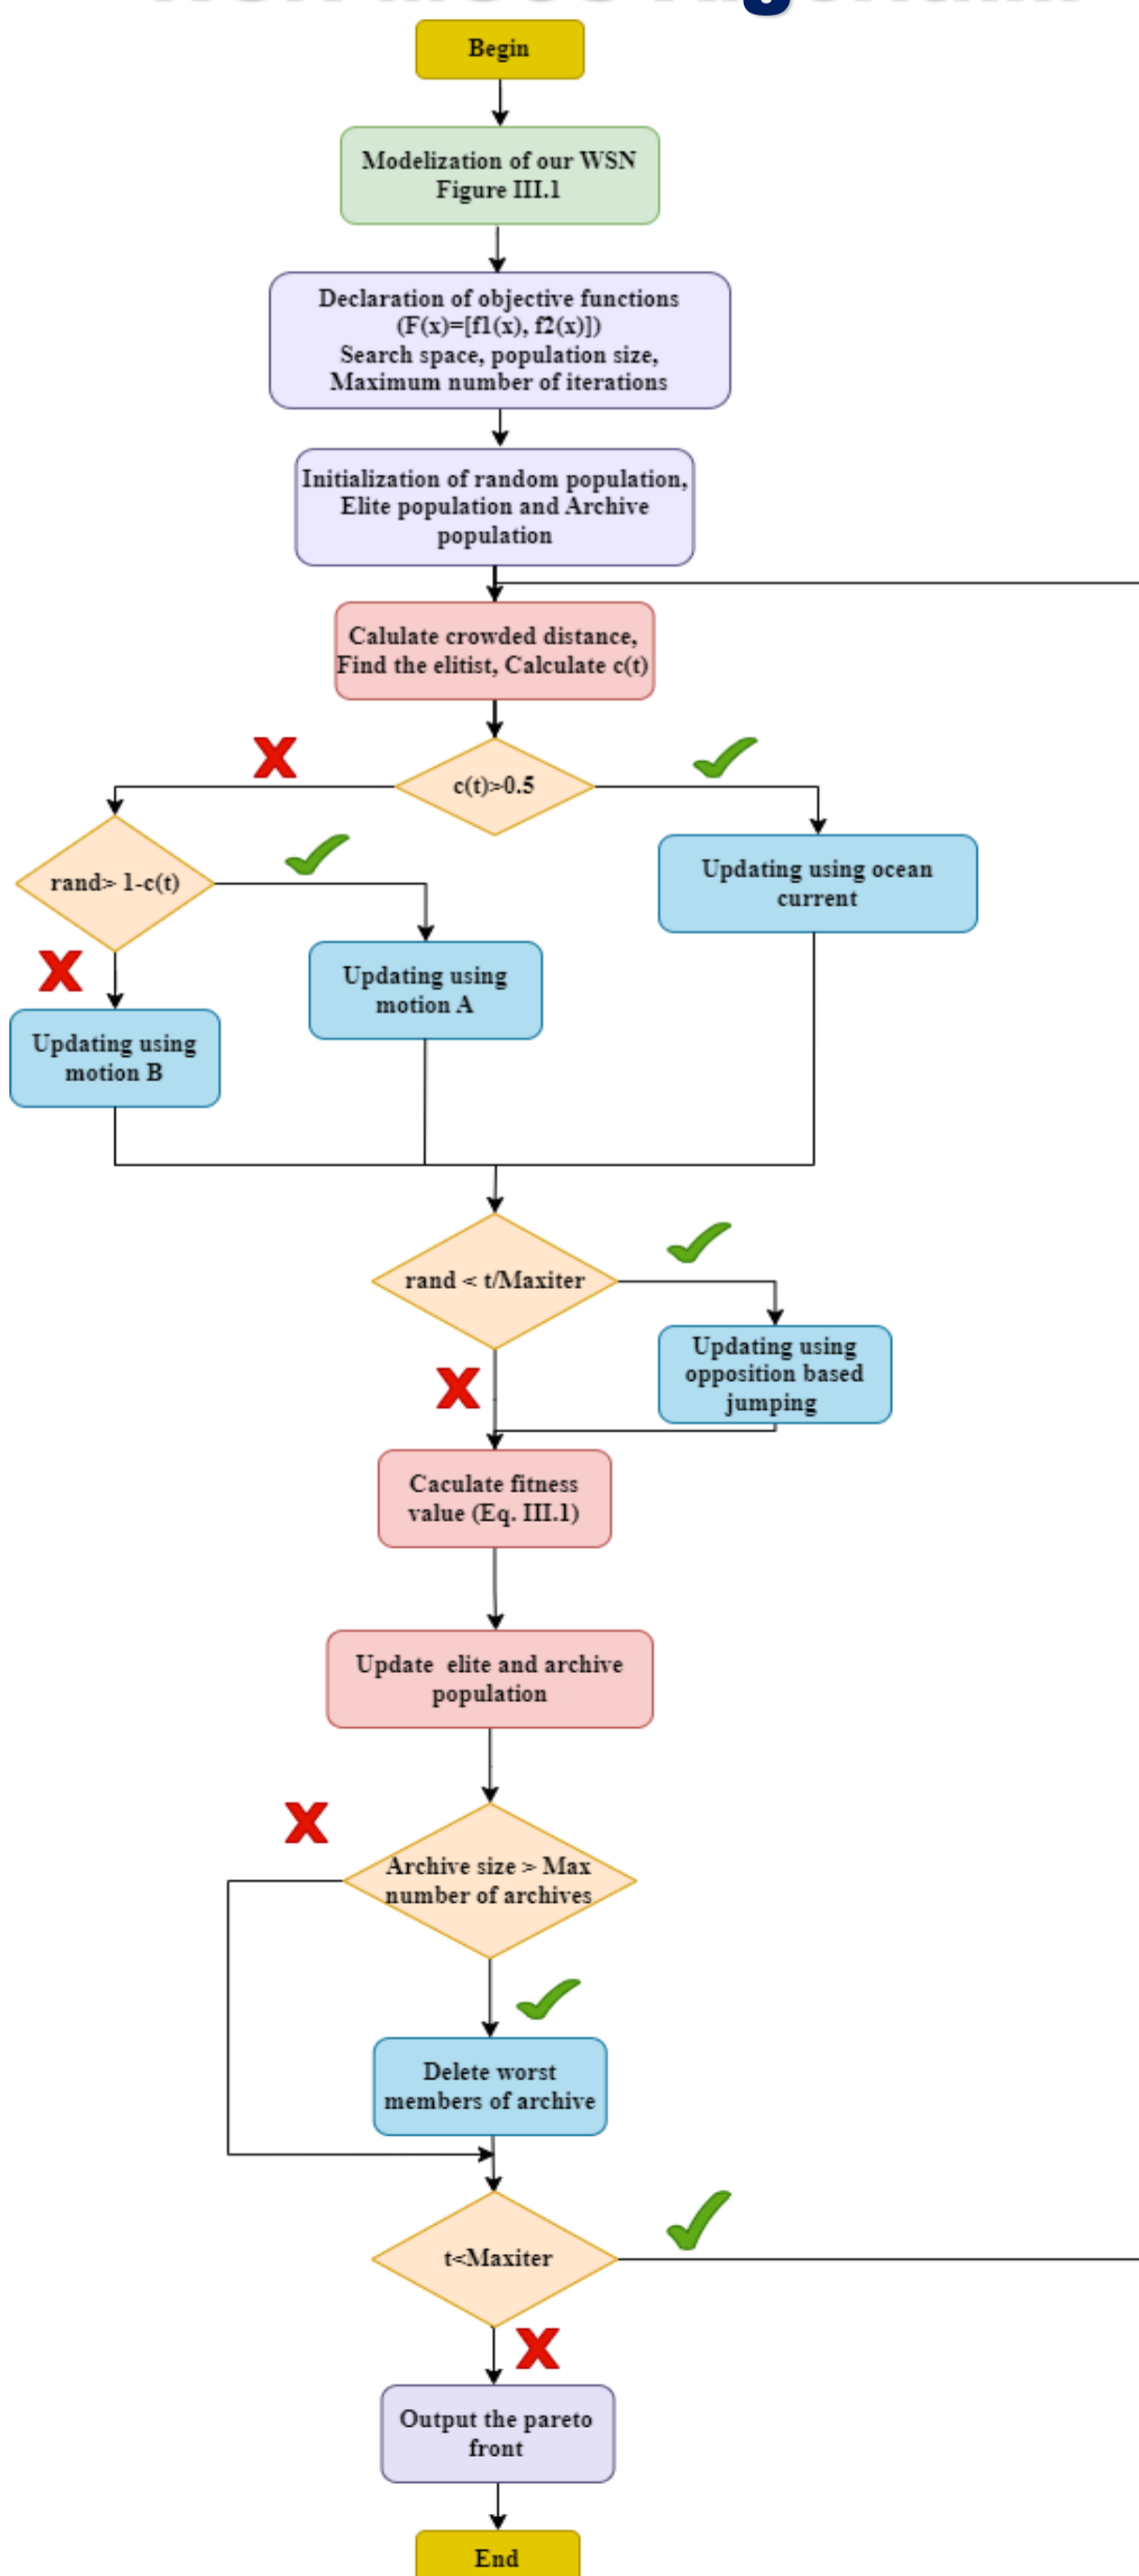 Begin
Modelization of our WSN
Figure III.1
Declaration of objective functions
(F(x)=[f1(x), f2(x)])
Search space, population size,
Maximum number of iterations
Initialization of random population,
Elite population and Archive
population
Calulate crowded distance,
Find the elitist, Calculate c(t)
c(t)>0.5
rand> 1-c(t)
Updating using ocean
current
Updating using
motion A
Updating using
motion B
rand < t/Maxiter
Updating using
opposition based
jumping
Caculate fitness
value (Eq. III.1)
Update elite and archive
population
Archive size > Max
number of archives
Delete worst
members of archive
t<Maxiter
Output the pareto
front
End